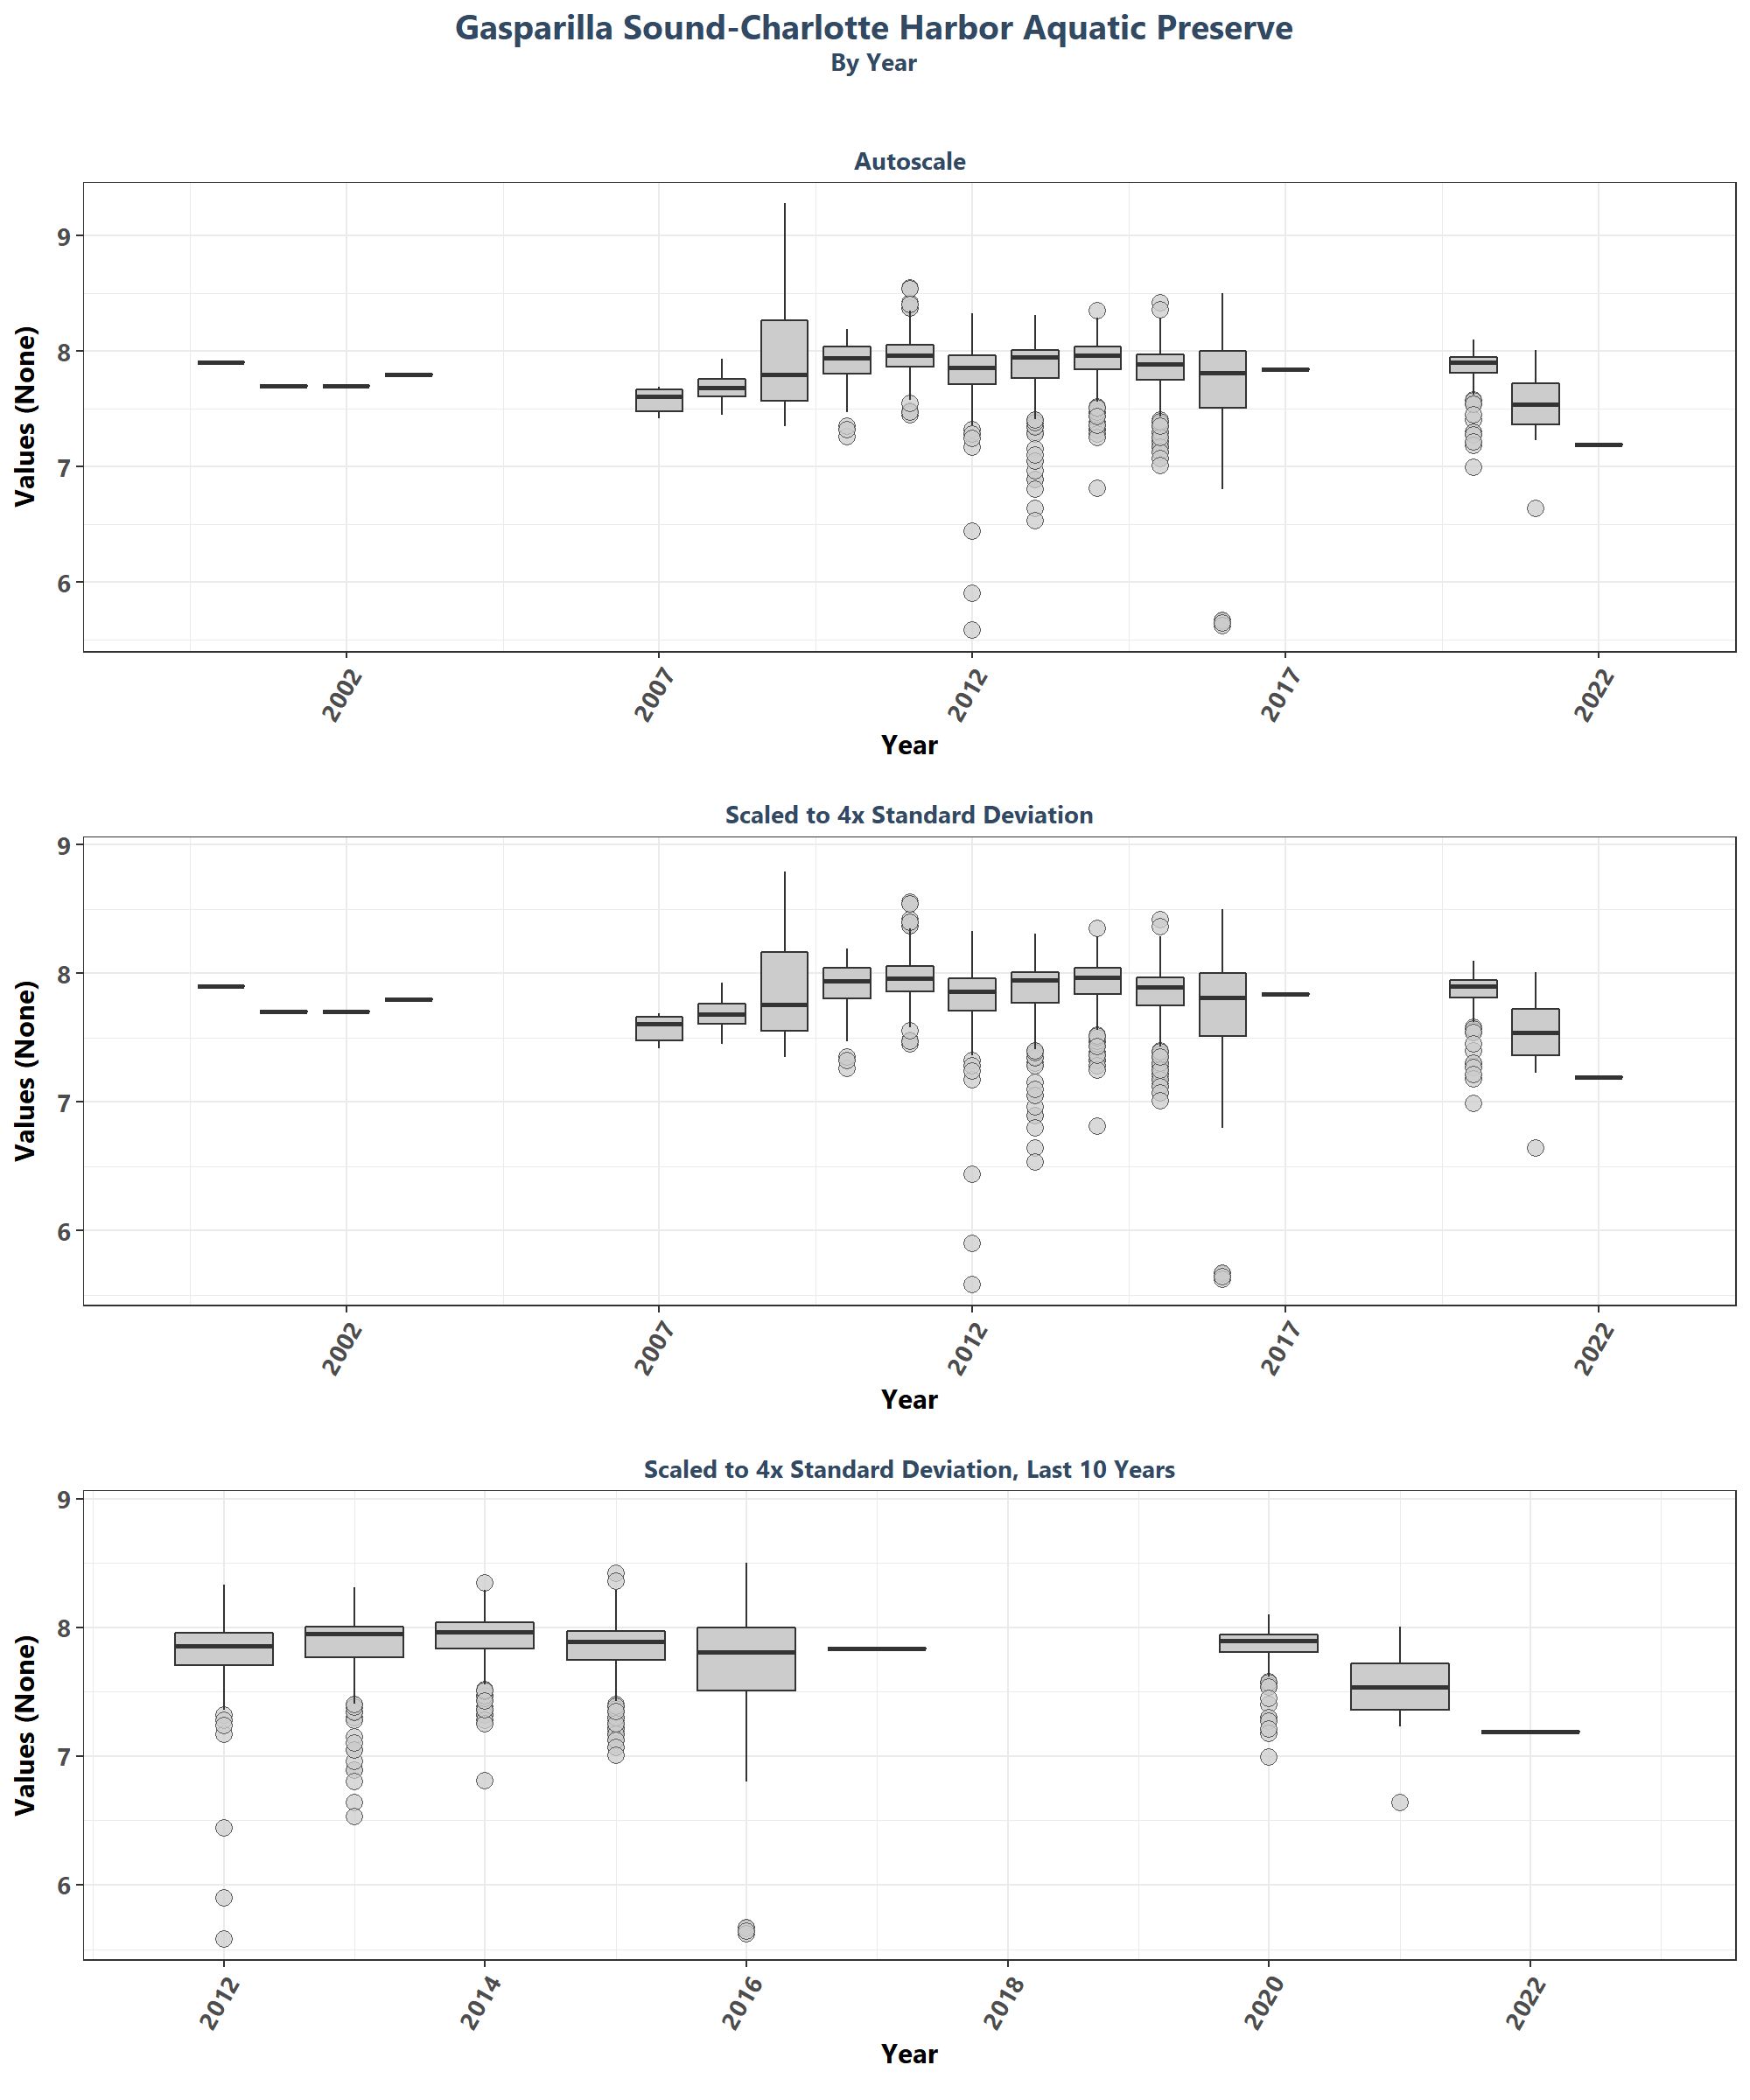 Gasparilla Sound-Charlotte Harbor Aquatic Preserve
By Year
Autoscale
Values (None)
9
8
7
6
2002
2007
2012
2017
2022
Year
Scaled to 4x Standard Deviation
Values (None)
9
8
7
6
2002
2007
2012
2017
2022
Year
Scaled to 4x Standard Deviation, Last 10 Years
Values (None)
9
8
7
6
2012
2014
2016
2018
2020
2022
Year